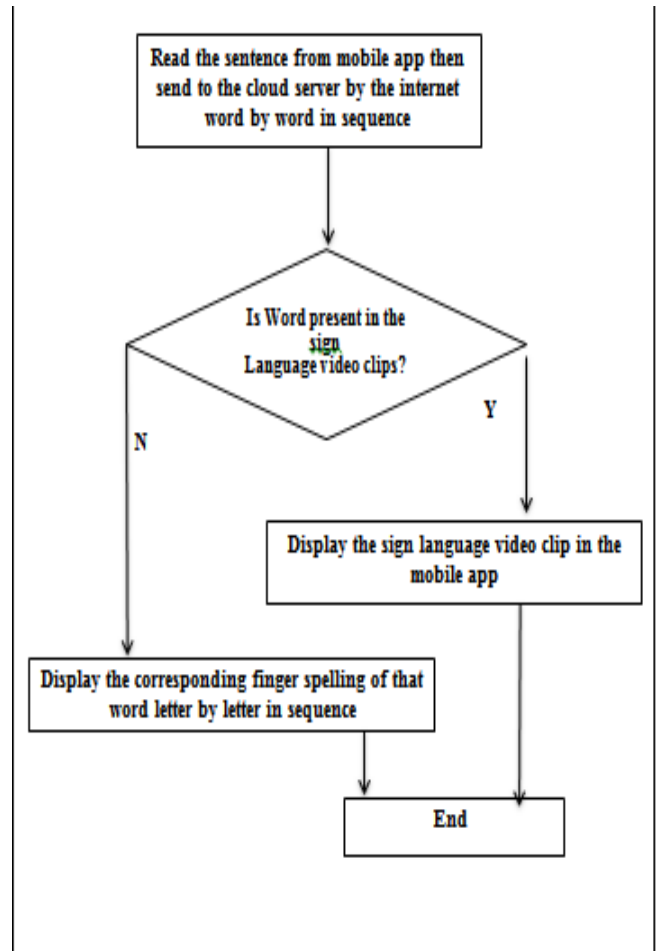 Read the sentence from mobile app then
send to the cloud server by the internet
word by word in sequence
Is Word present in the
sign
Language video clips?
N
Y
Display the sign language video clip in the
mobile app
Display the corresponding finger spelling of that
word letter by letter in sequence
End